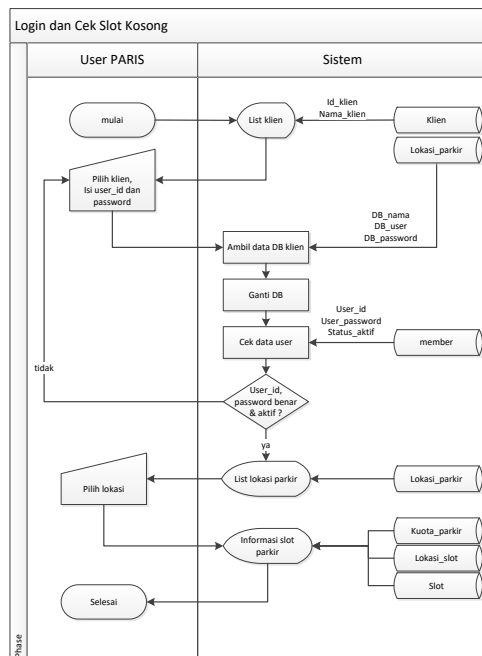 Login dan Cek Slot Kosong
User PARIS
Sistem
mulai
List klien
Id_klien
Nama_klien
Klien
Lokasi_parkir
Pilih klien,
Isi user_id dan
password
DB_nama
DB_user
DB_password
Ambil data DB klien
Ganti DB
User_id
User_password
Status_aktif
Cek data user
member
tidak
User_id,
password benar
& aktif ?
ya
Pilih lokasi
List lokasi parkir
Lokasi_parkir
Informasi slot
parkir
Kuota_parkir
Lokasi_slot
Slot
Selesai
Phase